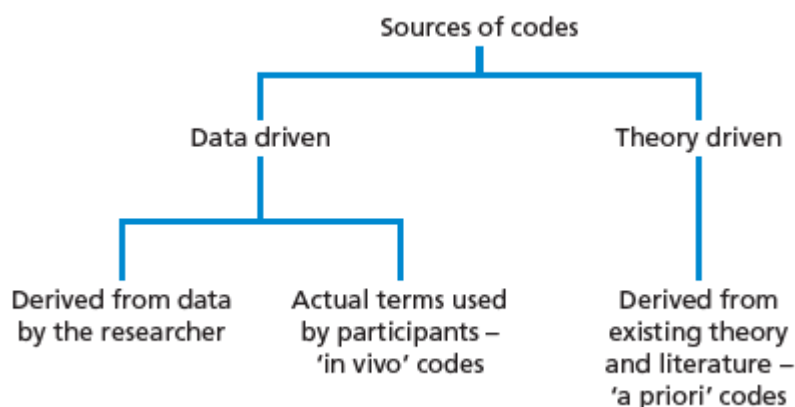 Sources of codes
Data driven
Theory driven
Derived from data
by the researcher
Actual terms used
by participants –
‘in vivo’ codes
Derived from
existing theory
and literature –
‘a priori’ codes